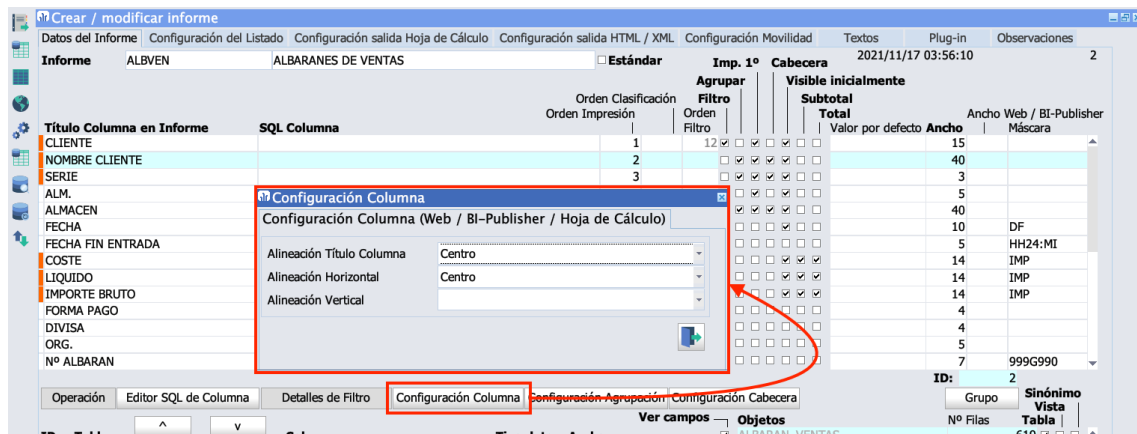 Crear / modificar informe
Datos del Informe Configuración del Listado Configuración salida Hoja de Cálculo Configuración salida HTML / XML Configuración Movilidad Textos Plug-in Observaciones
Informe ALBVEN ALBARANES DE VENTAS Estándar Imp. 1º Cabecera 2021/11/17 03:56:10 2
Agrupar Visible inicialmente
Orden Clasificación Filtro Subtotal
Orden Impresión Orden Total Ancho Web / BI-Publisher
Título Columna en Informe SQL Columna Filtro Valor por defecto Ancho Máscara
CLIENTE 1 12 15
NOMBRE CLIENTE 2 40
SERIE 3 3
ALM. 5
ALMACEN 40
FECHA 10 DF
FECHA FIN ENTRADA 5 HH24:MI
COSTE 14 IMP
LIQUIDO 14 IMP
IMPORTE BRUTO 14 IMP
FORMA PAGO 4
DIVISA 4
ORG. 5
Nº ALBARAN 7 999G990
Configuración Columna
Configuración Columna (Web / BI-Publisher / Hoja de Cálculo)
Alineación Título Columna Centro
Alineación Horizontal Centro
Alineación Vertical
ID: 2
Operación Editor SQL de Columna Detalles de Filtro Configuración Columna Configuración Agrupación Configuración Cabecera Grupo Sinónimo
Vista
Ver campos Objetos Nº Filas Tabla